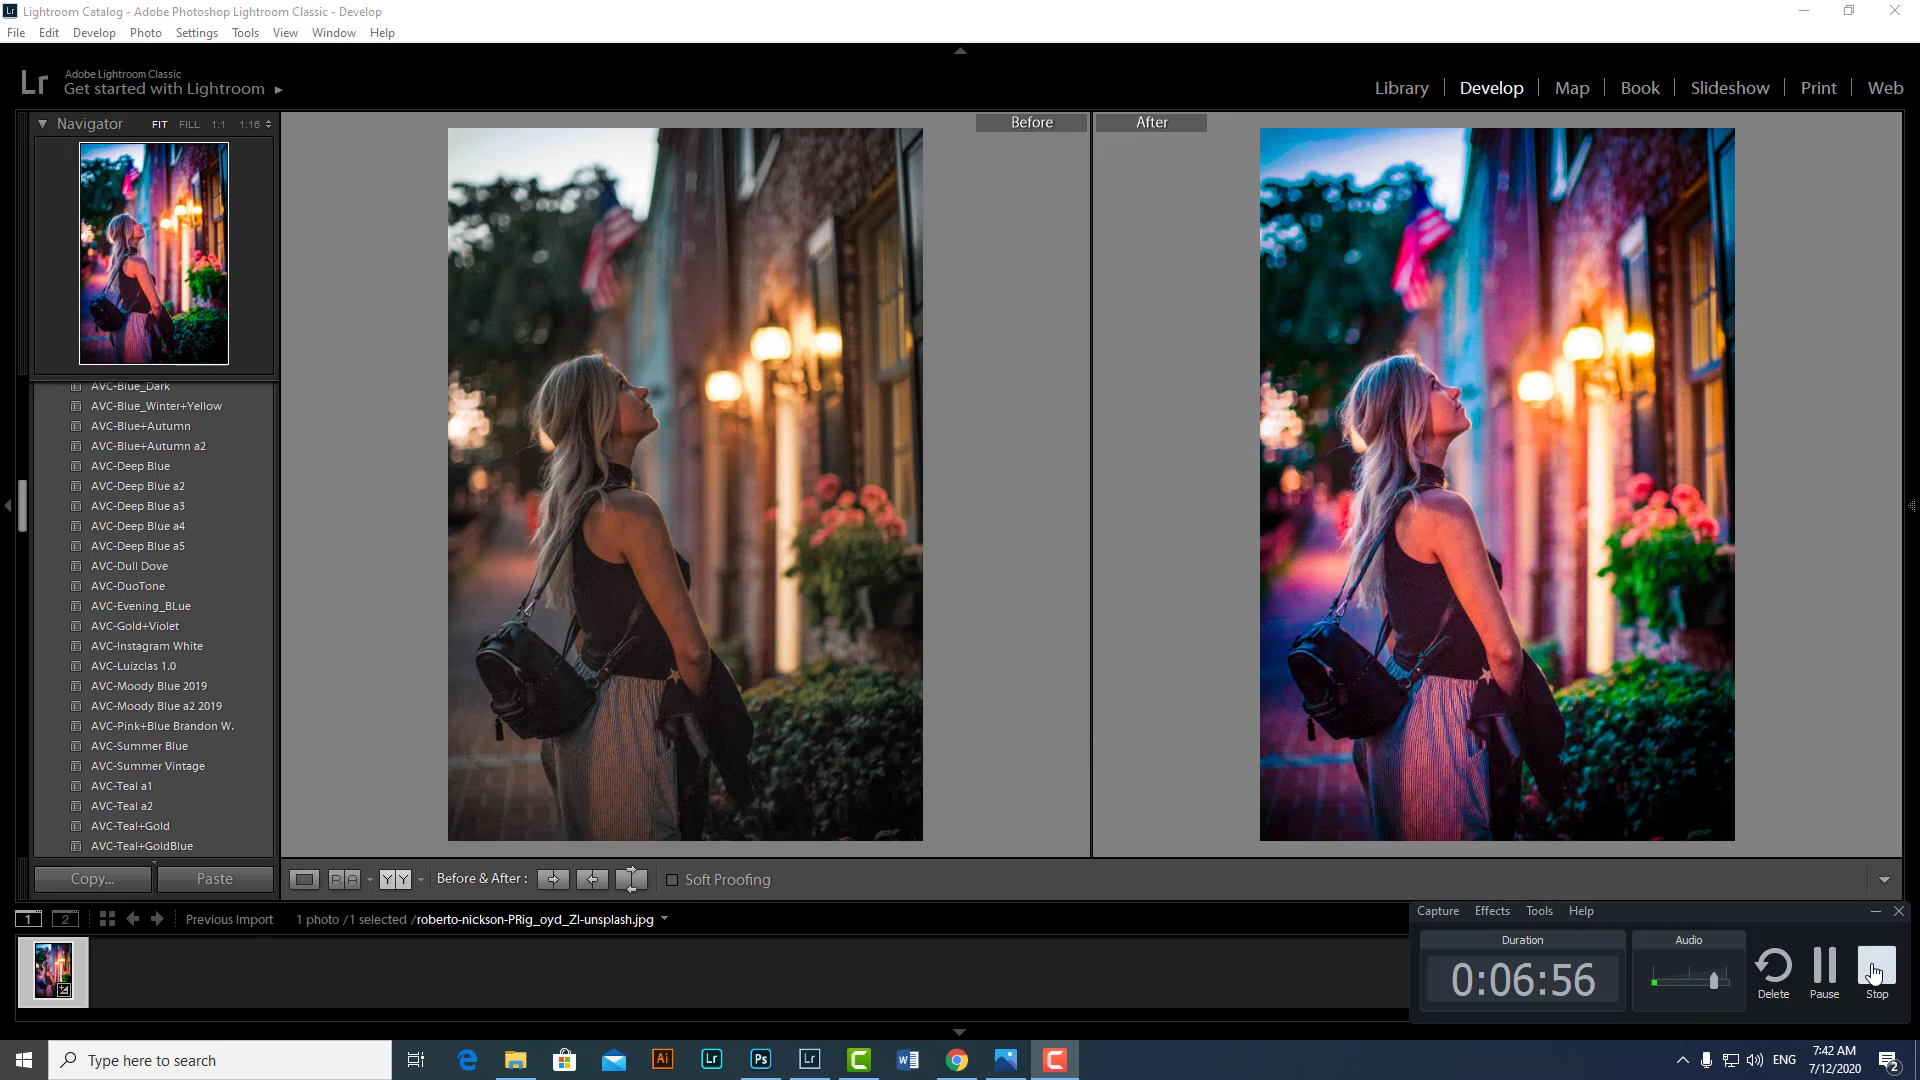 Lr Lightroom Catalog - Adobe Photoshop Lightroom Classic - Develop
File Edit Develop Photo Settings Tools View Window Help
Lr Adobe Lightroom Classic
Get started with Lightroom ▸
Library Develop Map Book Slideshow Print Web
Navigator FIT FILL 1:1 1:16
Before After
AVC-Blue_Dark
AVC-Blue_Winter+Yellow
AVC-Blue+Autumn
AVC-Blue+Autumn a2
AVC-Deep Blue
AVC-Deep Blue a2
AVC-Deep Blue a3
AVC-Deep Blue a4
AVC-Deep Blue a5
AVC-Dull Dove
AVC-DuoTone
AVC-Evening_BLue
AVC-Gold+Violet
AVC-Instagram White
AVC-Luizclas 1.0
AVC-Moody Blue 2019
AVC-Moody Blue a2 2019
AVC-Pink+Blue Brandon W.
AVC-Summer Blue
AVC-Summer Vintage
AVC-Teal a1
AVC-Teal a2
AVC-Teal+Gold
AVC-Teal+GoldBlue
Copy... Paste
R A Y Y Before & After : Soft Proofing
1 2 Previous Import 1 photo /1 selected /roberto-nickson-PRig_oyd_ZI-unsplash.jpg
Capture Effects Tools Help
Duration Audio
0:06:56
Delete Pause Stop
Type here to search
Ai Lr Ps Lr
ENG
7:42 AM
7/12/2020
2